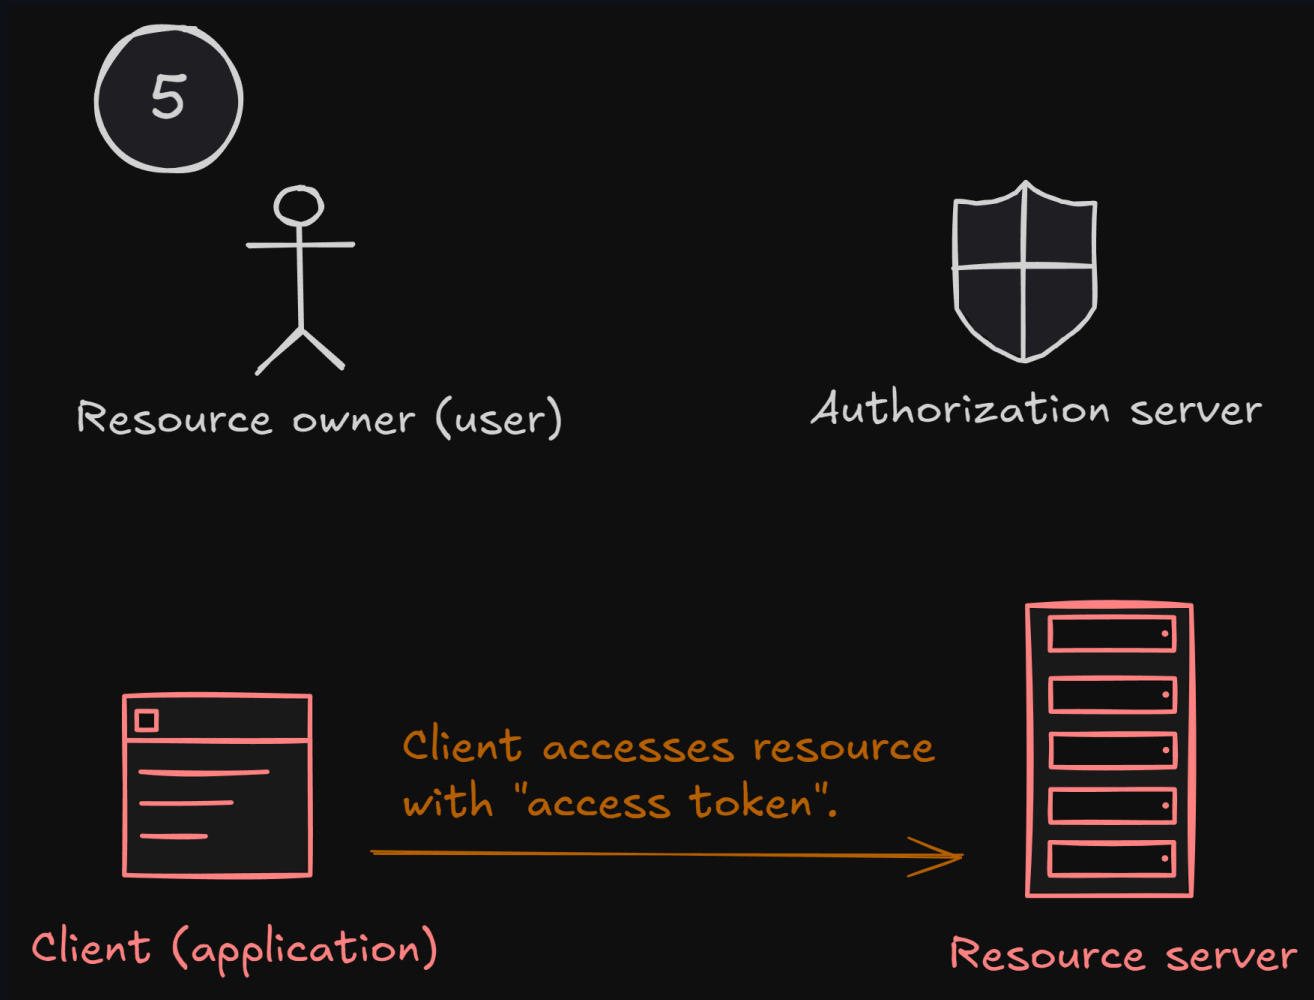 5
Resource owner (user)
Authorization server
Client accesses resource
with "access token".
Client (application)
Resource server